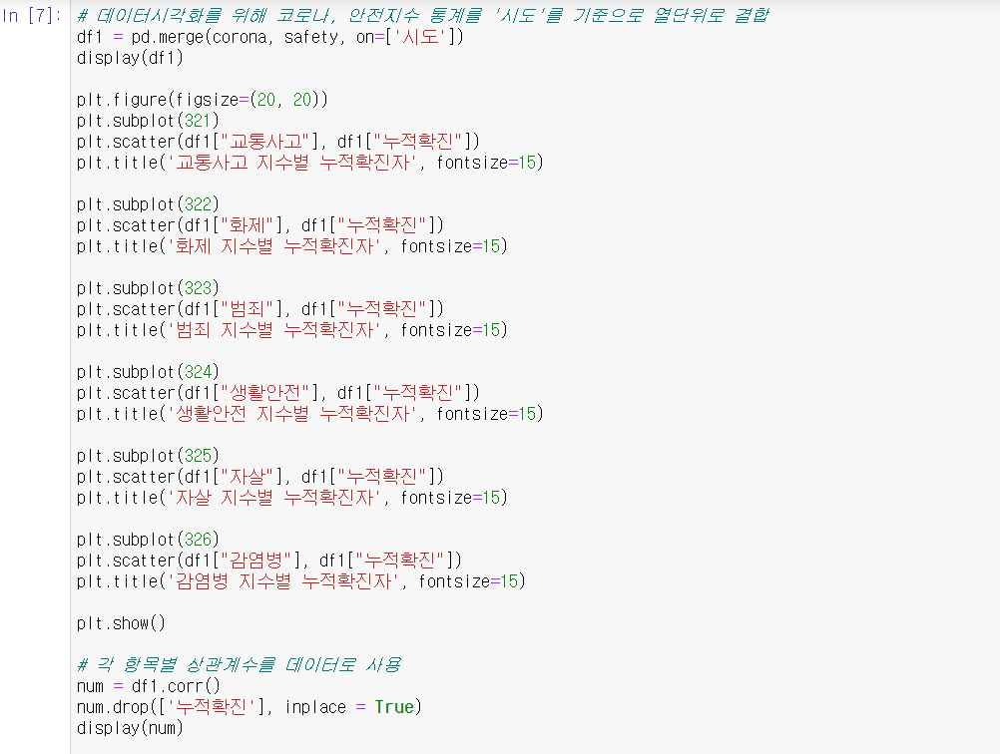 In [7]:
# 데이터시각화를 위해 코로나, 안전지수 통계를 '시도'를 기준으로 열단위로 결합
df1 = pd.merge(corona, safety, on=['시도'])
display(df1)
plt.figure(figsize=(20, 20))
plt.subplot(321)
plt.scatter(df1["교통사고"], df1["누적확진"])
plt.title('교통사고 지수별 누적확진자', fontsize=15)
plt.subplot(322)
plt.scatter(df1["화제"], df1["누적확진"])
plt.title('화제 지수별 누적확진자', fontsize=15)
plt.subplot(323)
plt.scatter(df1["범죄"], df1["누적확진"])
plt.title('범죄 지수별 누적확진자', fontsize=15)
plt.subplot(324)
plt.scatter(df1["생활안전"], df1["누적확진"])
plt.title('생활안전 지수별 누적확진자', fontsize=15)
plt.subplot(325)
plt.scatter(df1["자살"], df1["누적확진"])
plt.title('자살 지수별 누적확진자', fontsize=15)
plt.subplot(326)
plt.scatter(df1["감염병"], df1["누적확진"])
plt.title('감염병 지수별 누적확진자', fontsize=15)
plt.show()
# 각 항목별 상관계수를 데이터로 사용
num = df1.corr()
num.drop(['누적확진'], inplace = True)
display(num)